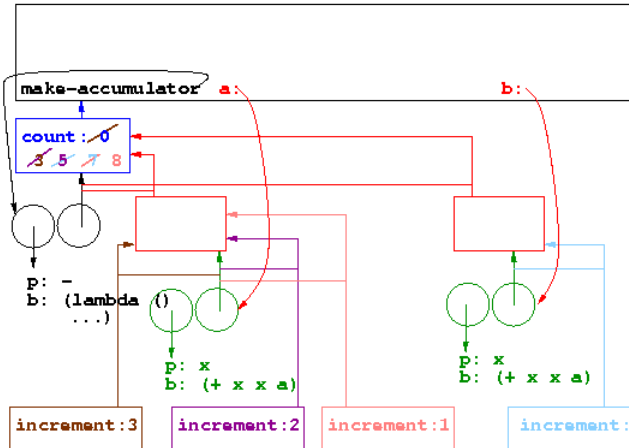 make-accumulator a: b:
count: 0
3 5 7 8
p: -
b: (lambda ()
...)
p: x
b: (+ x x a)
p: x
b: (+ x x a)
increment:3 increment:2 increment:1 increment: